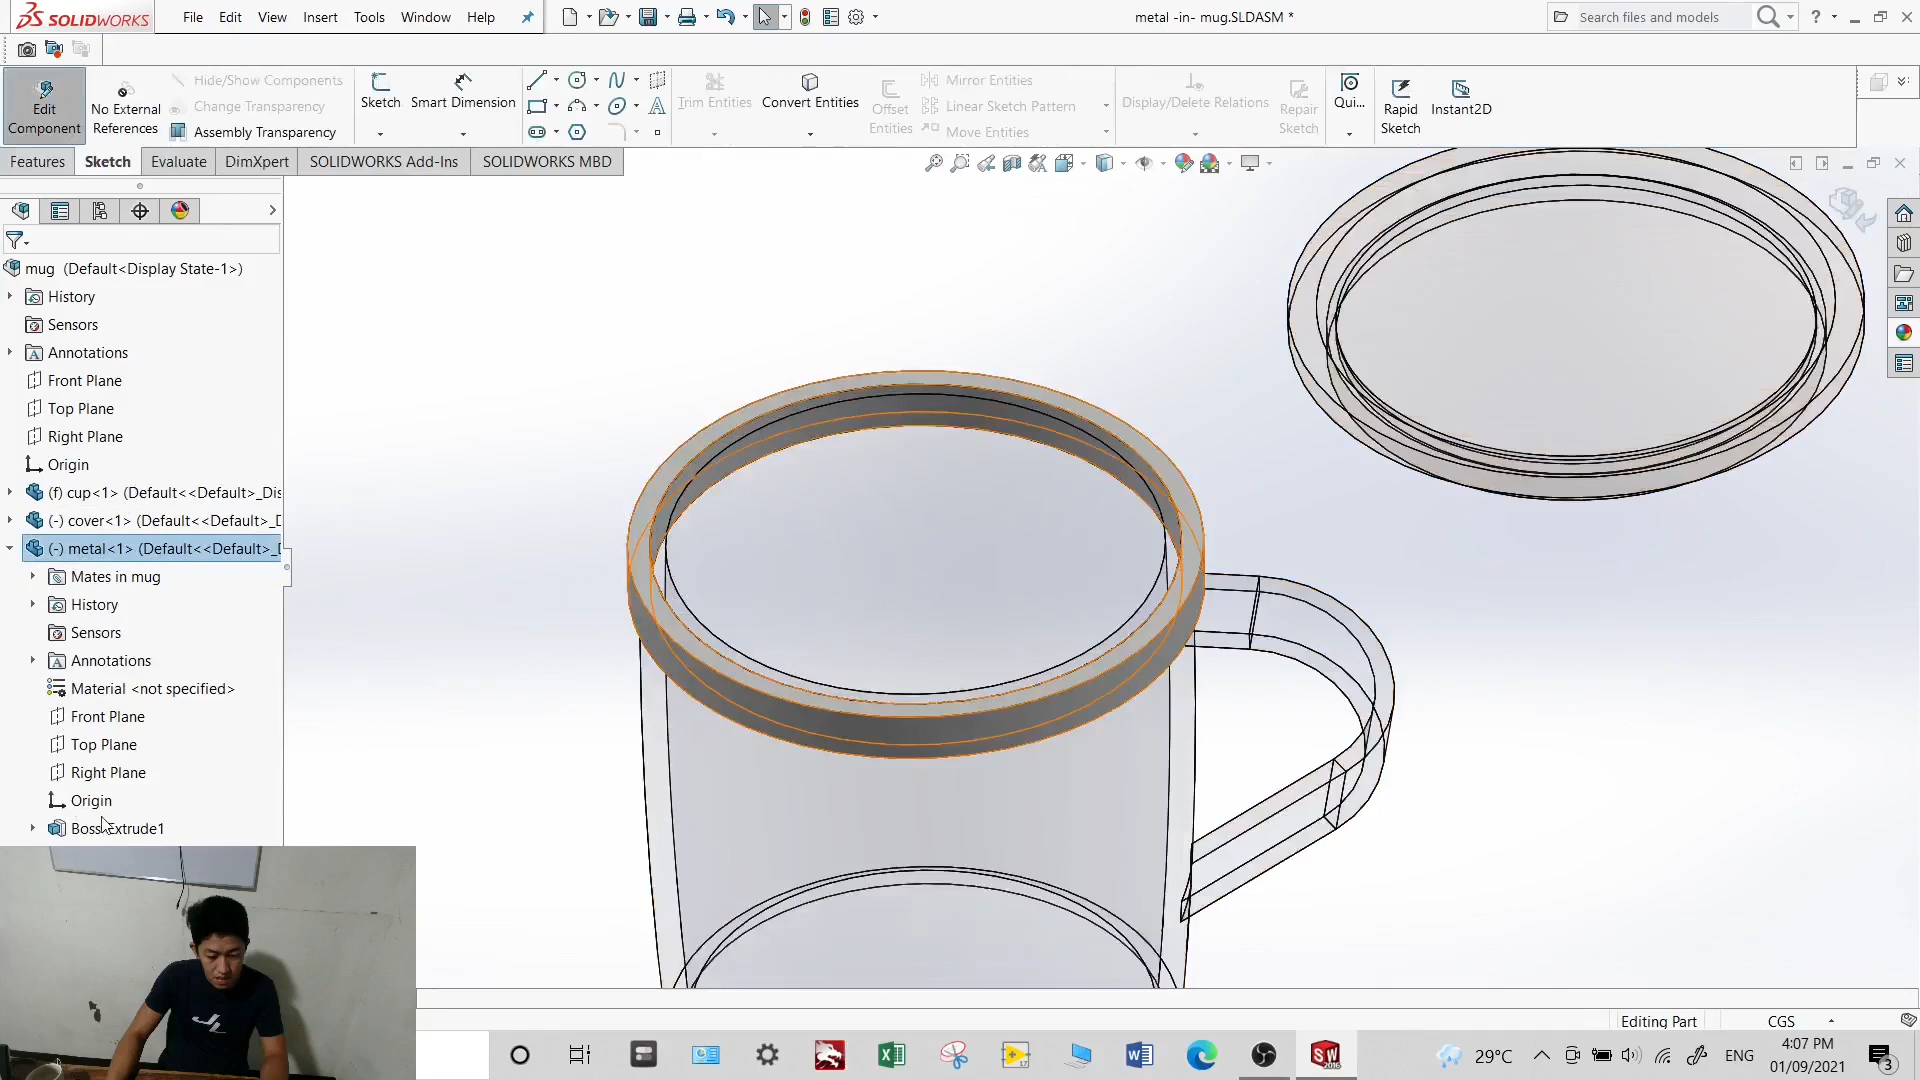 SOLIDWORKS
File Edit View Insert Tools Window Help
metal -in- mug.SLDASM *
Search files and models
?
Edit Component
No External References
Hide/Show Components
Change Transparency
Assembly Transparency
Sketch
Smart Dimension
Trim Entities
Convert Entities
Offset Entities
Mirror Entities
Linear Sketch Pattern
Move Entities
Display/Delete Relations
Repair Sketch
Qui...
Rapid Sketch
Instant2D
Features Sketch Evaluate DimXpert SOLIDWORKS Add-Ins SOLIDWORKS MBD
mug (Default<Display State-1>)
History
Sensors
Annotations
Front Plane
Top Plane
Right Plane
Origin
(f) cup<1> (Default<<Default>_Dis
(-) cover<1> (Default<<Default>_D
(-) metal<1> (Default<<Default>_D
Mates in mug
History
Sensors
Annotations
Material <not specified>
Front Plane
Top Plane
Right Plane
Origin
Boss-Extrude1
Editing Part
CGS
29°C
ENG
4:07 PM
01/09/2021
3